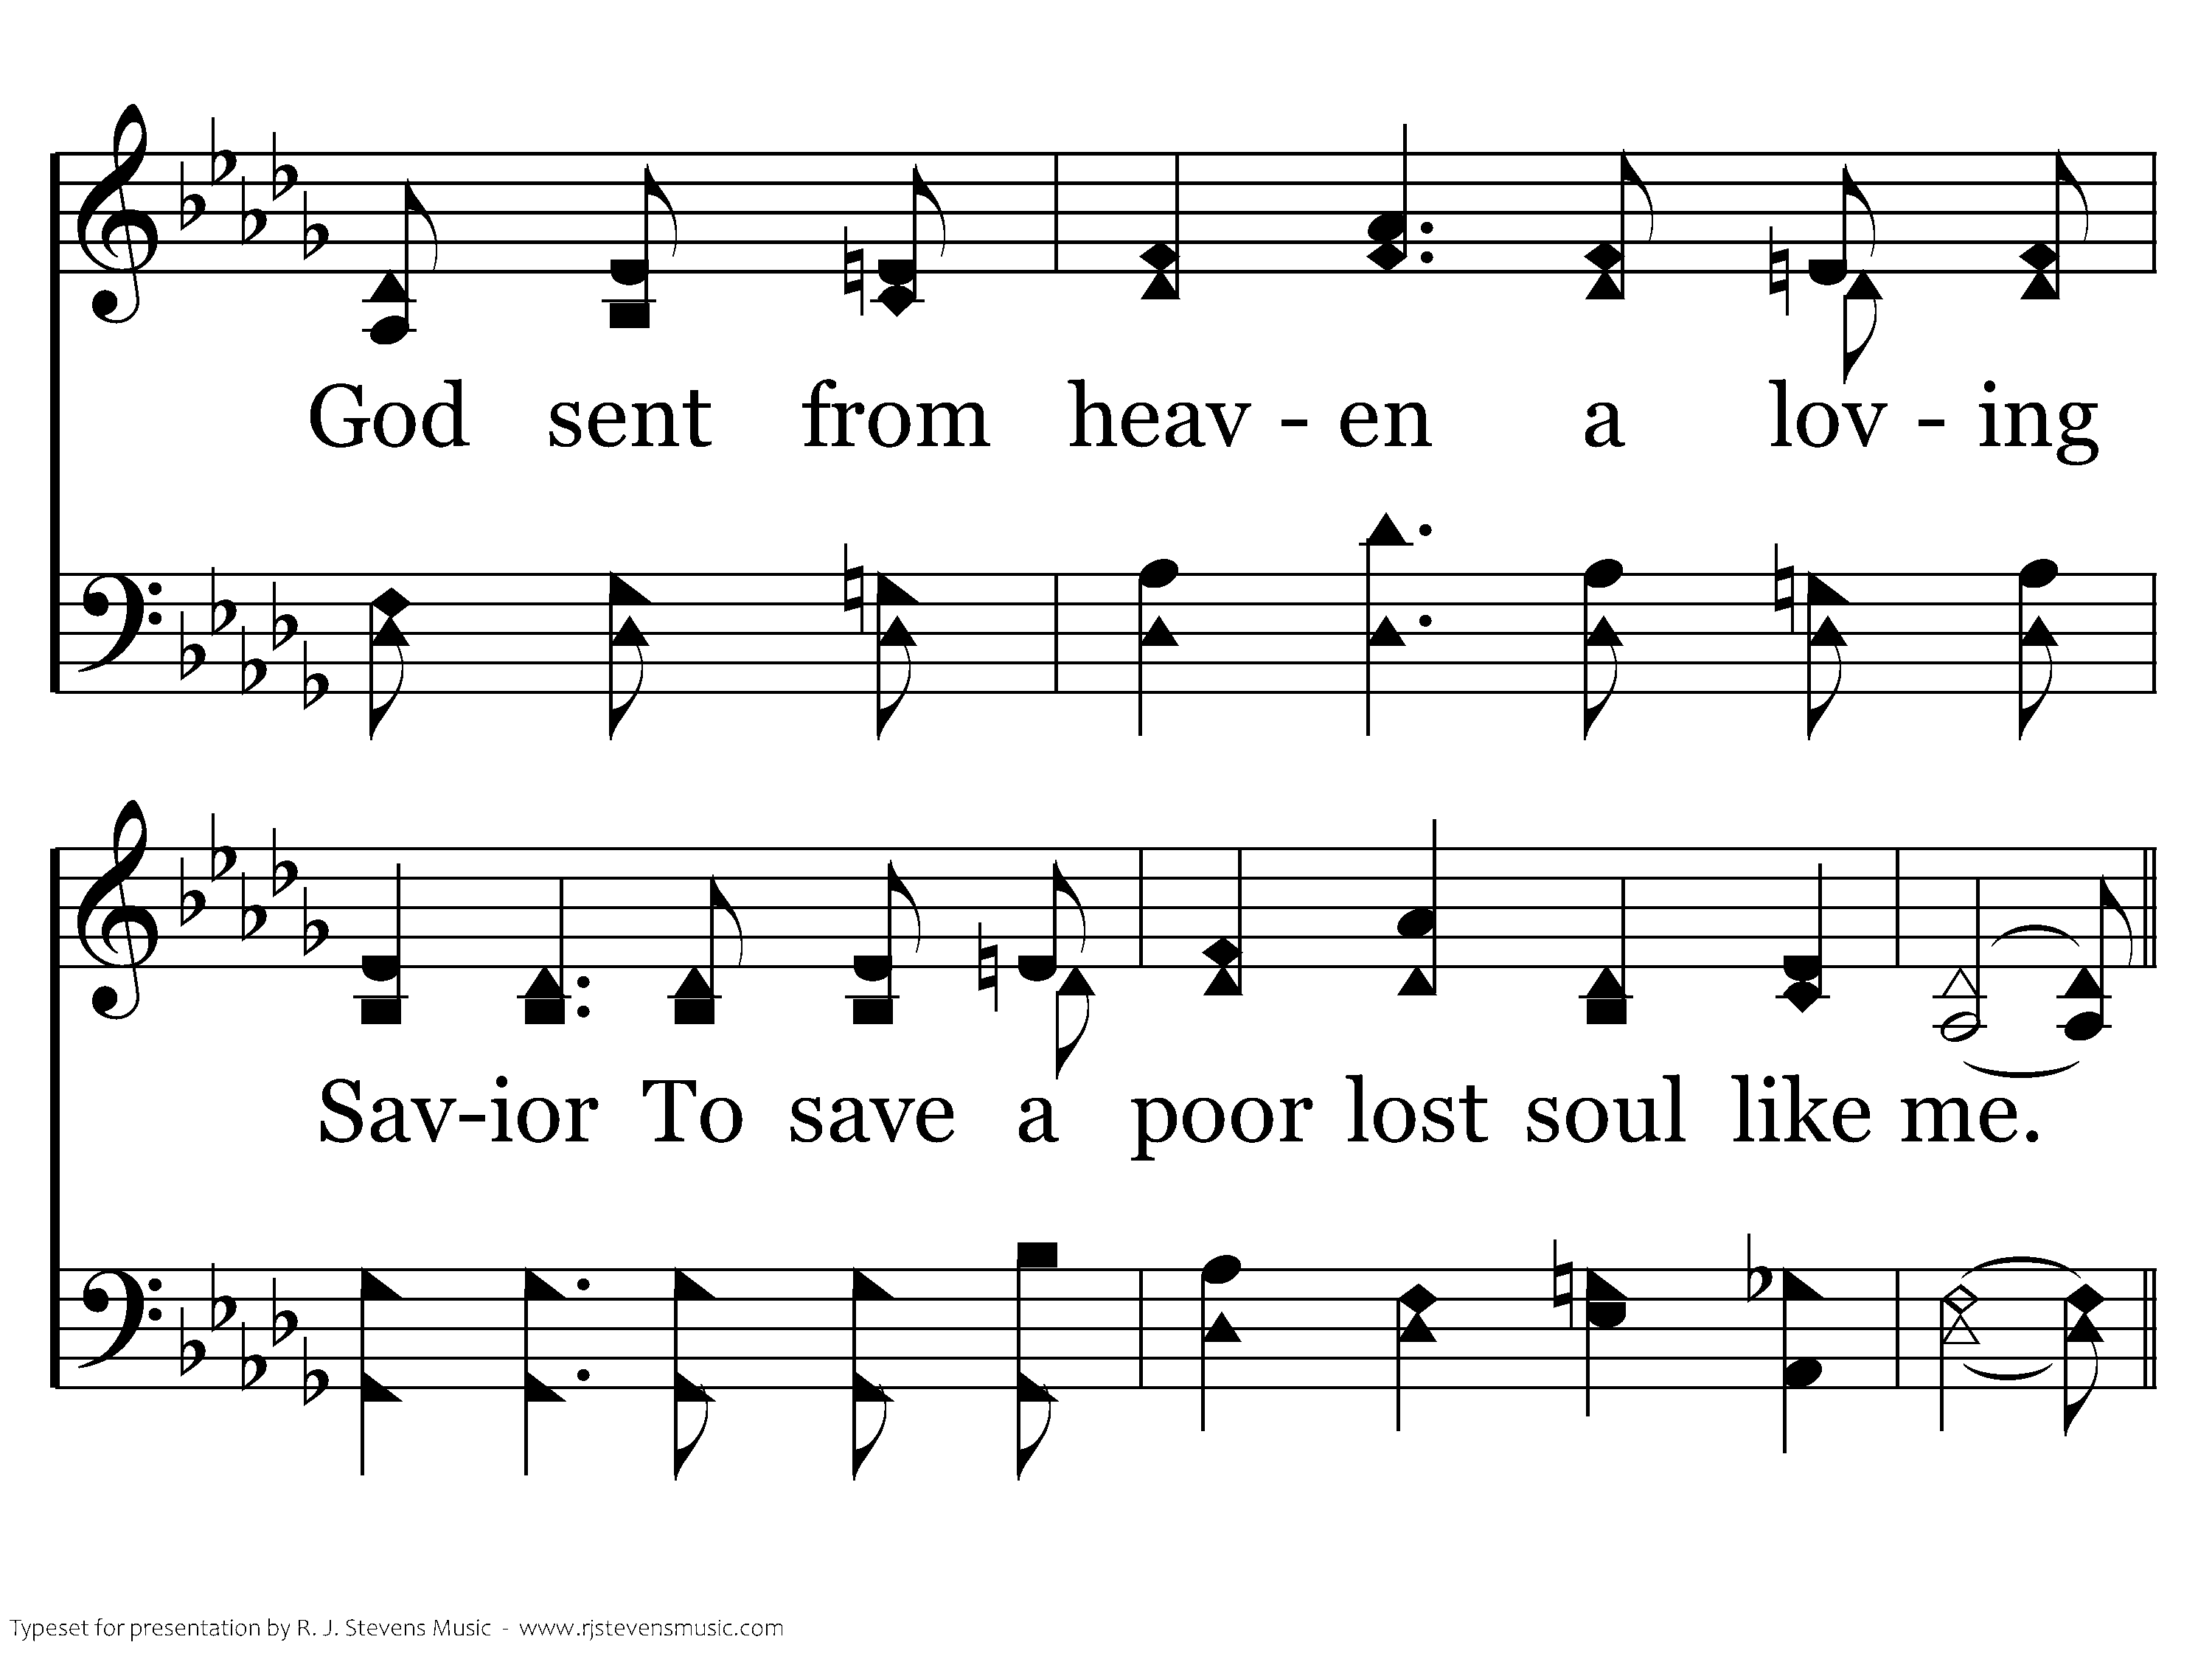 God sent from heav - en a lov - ing
Sav-ior To save a poor lost soul like me.
Typeset for presentation by R. J. Stevens Music - www.rjstevensmusic.com